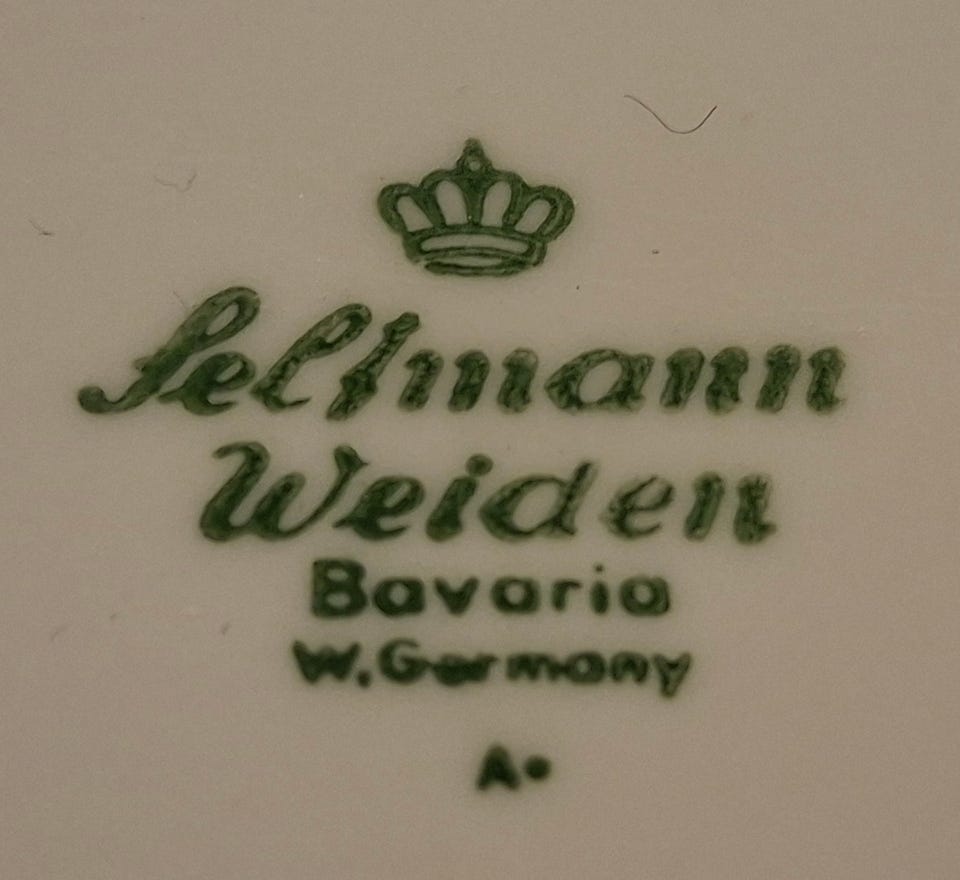 Seltmann
Weiden
Bavaria
W.Germany
A•